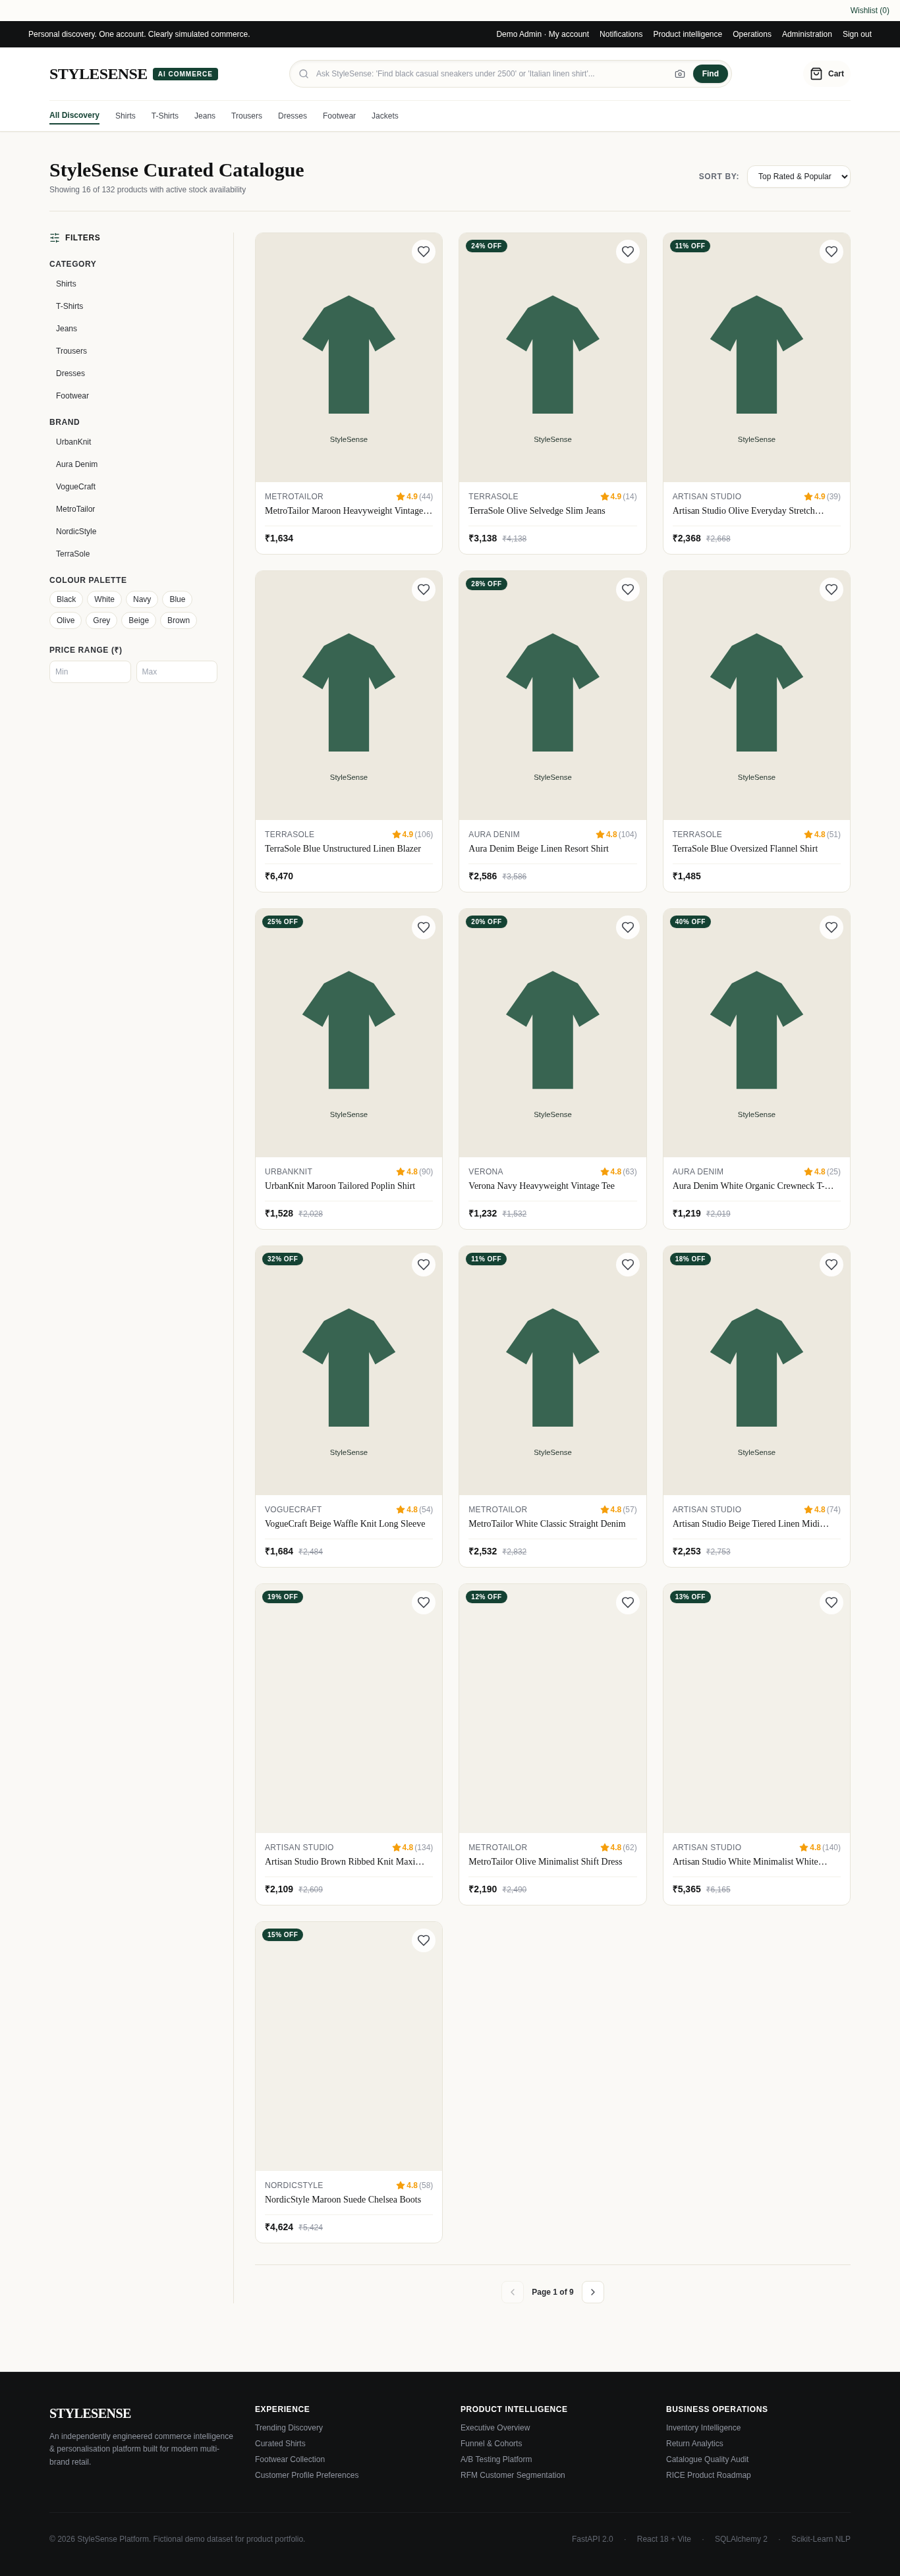 Wishlist (0)
Personal discovery. One account. Clearly simulated commerce.
Demo Admin · My account Notifications Product intelligence Operations Administration Sign out
STYLESENSE AI COMMERCE
Ask StyleSense: 'Find black casual sneakers under 2500' or 'Italian linen shirt'...
Find
Cart
All Discovery Shirts T-Shirts Jeans Trousers Dresses Footwear Jackets
StyleSense Curated Catalogue
Showing 16 of 132 products with active stock availability
SORT BY: Top Rated & Popular
FILTERS
CATEGORY
Shirts
T-Shirts
Jeans
Trousers
Dresses
Footwear
BRAND
UrbanKnit
Aura Denim
VogueCraft
MetroTailor
NordicStyle
TerraSole
COLOUR PALETTE
Black White Navy Blue
Olive Grey Beige Brown
PRICE RANGE (₹)
Min Max
StyleSense
METROTAILOR 4.9 (44)
MetroTailor Maroon Heavyweight Vintage…
₹1,634
24% OFF
StyleSense
TERRASOLE 4.9 (14)
TerraSole Olive Selvedge Slim Jeans
₹3,138 ₹4,138
11% OFF
StyleSense
ARTISAN STUDIO 4.9 (39)
Artisan Studio Olive Everyday Stretch…
₹2,368 ₹2,668
StyleSense
TERRASOLE 4.9 (106)
TerraSole Blue Unstructured Linen Blazer
₹6,470
28% OFF
StyleSense
AURA DENIM 4.8 (104)
Aura Denim Beige Linen Resort Shirt
₹2,586 ₹3,586
StyleSense
TERRASOLE 4.8 (51)
TerraSole Blue Oversized Flannel Shirt
₹1,485
25% OFF
StyleSense
URBANKNIT 4.8 (90)
UrbanKnit Maroon Tailored Poplin Shirt
₹1,528 ₹2,028
20% OFF
StyleSense
VERONA 4.8 (63)
Verona Navy Heavyweight Vintage Tee
₹1,232 ₹1,532
40% OFF
StyleSense
AURA DENIM 4.8 (25)
Aura Denim White Organic Crewneck T-…
₹1,219 ₹2,019
32% OFF
StyleSense
VOGUECRAFT 4.8 (54)
VogueCraft Beige Waffle Knit Long Sleeve
₹1,684 ₹2,484
11% OFF
StyleSense
METROTAILOR 4.8 (57)
MetroTailor White Classic Straight Denim
₹2,532 ₹2,832
18% OFF
StyleSense
ARTISAN STUDIO 4.8 (74)
Artisan Studio Beige Tiered Linen Midi…
₹2,253 ₹2,753
19% OFF
ARTISAN STUDIO 4.8 (134)
Artisan Studio Brown Ribbed Knit Maxi…
₹2,109 ₹2,609
12% OFF
METROTAILOR 4.8 (62)
MetroTailor Olive Minimalist Shift Dress
₹2,190 ₹2,490
13% OFF
ARTISAN STUDIO 4.8 (140)
Artisan Studio White Minimalist White…
₹5,365 ₹6,165
15% OFF
NORDICSTYLE 4.8 (58)
NordicStyle Maroon Suede Chelsea Boots
₹4,624 ₹5,424
Page 1 of 9
STYLESENSE
An independently engineered commerce intelligence
& personalisation platform built for modern multi-
brand retail.
EXPERIENCE
Trending Discovery
Curated Shirts
Footwear Collection
Customer Profile Preferences
PRODUCT INTELLIGENCE
Executive Overview
Funnel & Cohorts
A/B Testing Platform
RFM Customer Segmentation
BUSINESS OPERATIONS
Inventory Intelligence
Return Analytics
Catalogue Quality Audit
RICE Product Roadmap
© 2026 StyleSense Platform. Fictional demo dataset for product portfolio.
FastAPI 2.0 · React 18 + Vite · SQLAlchemy 2 · Scikit-Learn NLP